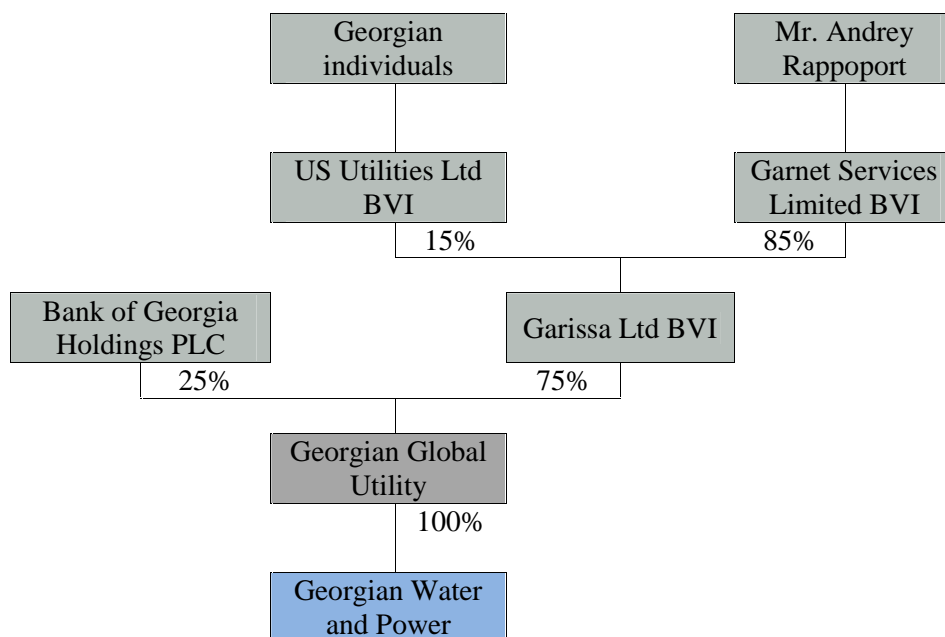 Georgian
individuals
Mr. Andrey
Rappoport
US Utilities Ltd
BVI
Garnet Services
Limited BVI
15%
85%
Bank of Georgia
Holdings PLC
Garissa Ltd BVI
25%
75%
Georgian Global
Utility
100%
Georgian Water
and Power